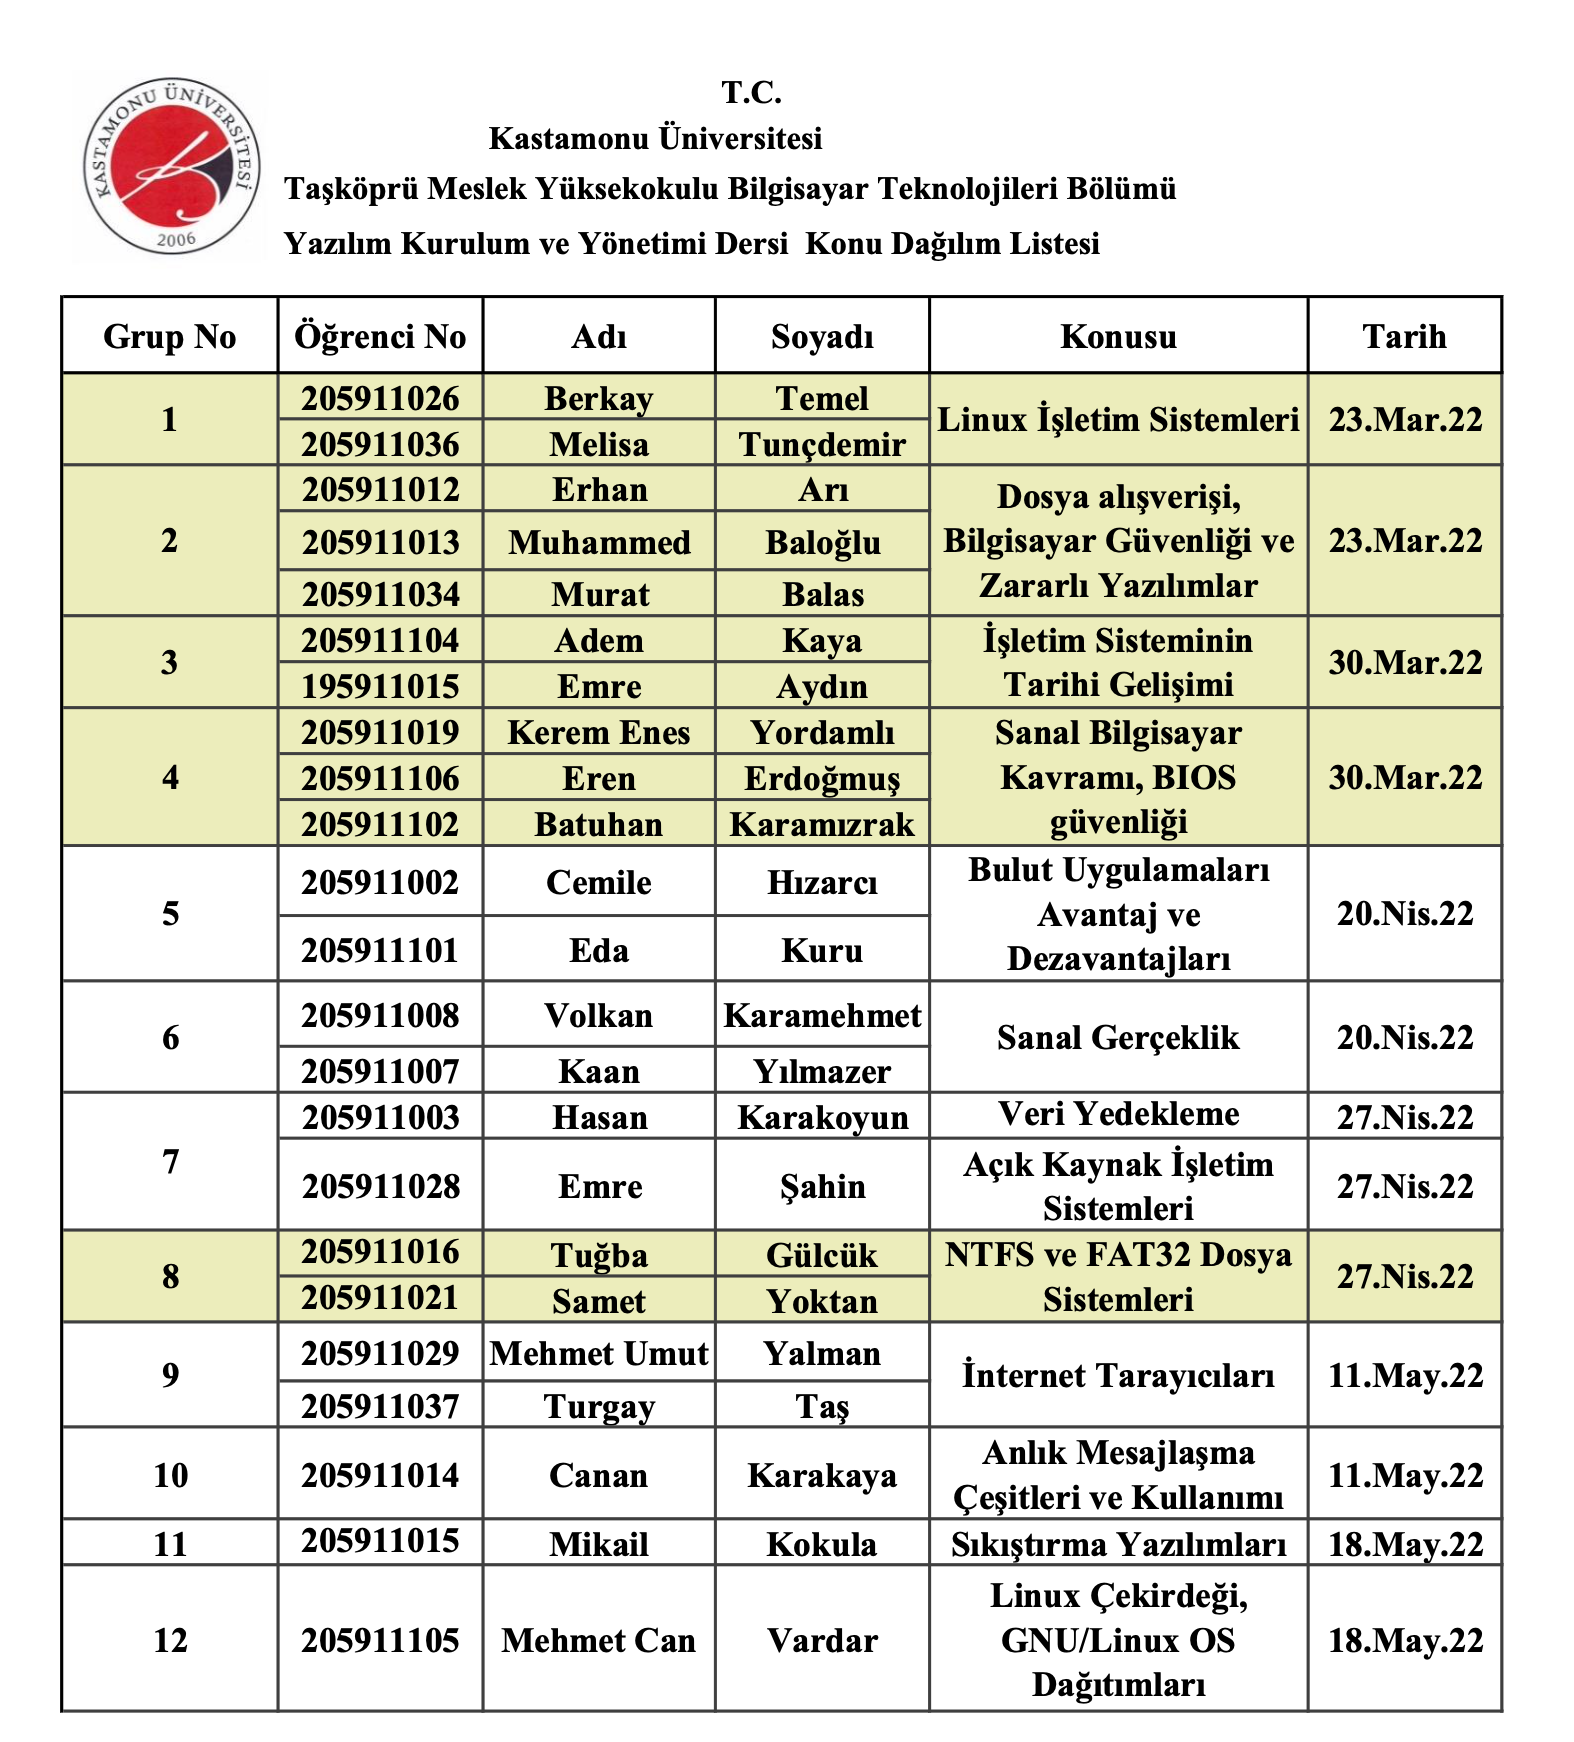 KASTAMONU ÜNİVERSİTESİ
2006
T.C.
Kastamonu Üniversitesi
Taşköprü Meslek Yüksekokulu Bilgisayar Teknolojileri Bölümü
Yazılım Kurulum ve Yönetimi Dersi Konu Dağılım Listesi
Grup No Öğrenci No Adı Soyadı Konusu Tarih
1
205911026 Berkay Temel
205911036 Melisa Tunçdemir
Linux İşletim Sistemleri
23.Mar.22
2
205911012 Erhan Arı
205911013 Muhammed Baloğlu
205911034 Murat Balas
Dosya alışverişi,
Bilgisayar Güvenliği ve
Zararlı Yazılımlar
23.Mar.22
3
205911104 Adem Kaya
195911015 Emre Aydın
İşletim Sisteminin
Tarihi Gelişimi
30.Mar.22
4
205911019 Kerem Enes Yordamlı
205911106 Eren Erdoğmuş
205911102 Batuhan Karamızrak
Sanal Bilgisayar
Kavramı, BIOS
güvenliği
30.Mar.22
5
205911002 Cemile Hızarcı
205911101 Eda Kuru
Bulut Uygulamaları
Avantaj ve
Dezavantajları
20.Nis.22
6
205911008 Volkan Karamehmet
205911007 Kaan Yılmazer
Sanal Gerçeklik
20.Nis.22
7
205911003 Hasan Karakoyun Veri Yedekleme 27.Nis.22
205911028 Emre Şahin
Açık Kaynak İşletim
Sistemleri
27.Nis.22
8
205911016 Tuğba Gülcük
205911021 Samet Yoktan
NTFS ve FAT32 Dosya
Sistemleri
27.Nis.22
9
205911029 Mehmet Umut Yalman
205911037 Turgay Taş
İnternet Tarayıcıları
11.May.22
10 205911014 Canan Karakaya
Anlık Mesajlaşma
Çeşitleri ve Kullanımı
11.May.22
11 205911015 Mikail Kokula Sıkıştırma Yazılımları 18.May.22
12 205911105 Mehmet Can Vardar
Linux Çekirdeği,
GNU/Linux OS
Dağıtımları
18.May.22